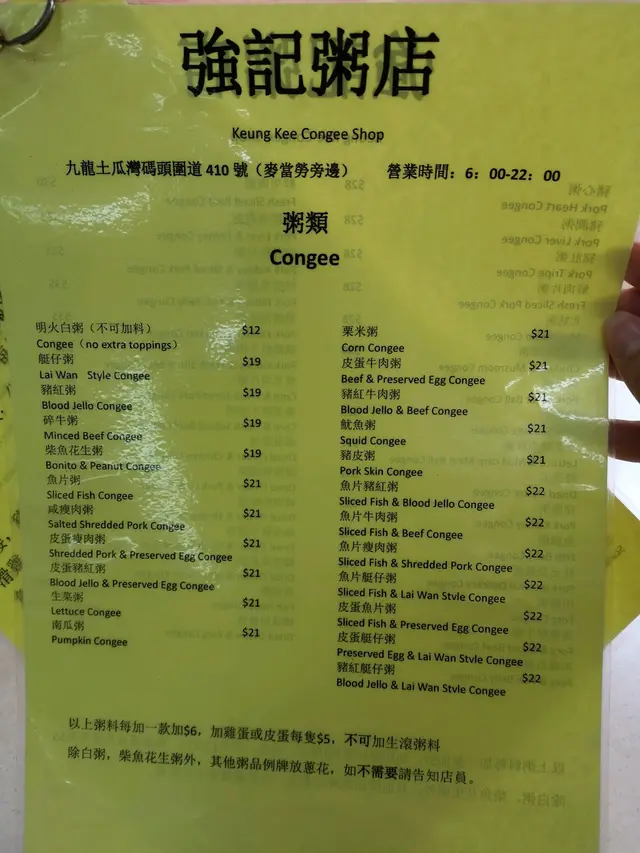 強記粥店
Keung Kee Congee Shop
九龍土瓜灣碼頭圍道 410 號（麥當勞旁邊） 營業時間：6：00-22：00
粥類
Congee
明火白粥（不可加料） $12
Congee（no extra toppings）
艇仔粥 $19
Lai Wan Style Congee
豬紅粥 $19
Blood Jello Congee
碎牛粥 $19
Minced Beef Congee
柴魚花生粥 $19
Bonito & Peanut Congee
魚片粥 $21
Sliced Fish Congee
咸瘦肉粥 $21
Salted Shredded Pork Congee
皮蛋瘦肉粥 $21
Shredded Pork & Preserved Egg Congee
皮蛋豬紅粥 $21
Blood Jello & Preserved Egg Congee
生菜粥 $21
Lettuce Congee
南瓜粥 $21
Pumpkin Congee
粟米粥 $21
Corn Congee
皮蛋牛肉粥 $21
Beef & Preserved Egg Congee
豬紅牛肉粥 $21
Blood Jello & Beef Congee
魷魚粥 $21
Squid Congee
豬皮粥 $21
Pork Skin Congee
魚片豬紅粥 $22
Sliced Fish & Blood Jello Congee
魚片牛肉粥 $22
Sliced Fish & Beef Congee
魚片瘦肉粥 $22
Sliced Fish & Shredded Pork Congee
魚片艇仔粥 $22
Sliced Fish & Lai Wan Style Congee
皮蛋魚片粥 $22
Sliced Fish & Preserved Egg Congee
皮蛋艇仔粥 $22
Preserved Egg & Lai Wan Style Congee
豬紅艇仔粥 $22
Blood Jello & Lai Wan Style Congee
以上粥料每加一款加$6，加雞蛋或皮蛋每隻$5，不可加生滾粥料
除白粥，柴魚花生粥外，其他粥品例牌放蔥花，如不需要請告知店員。